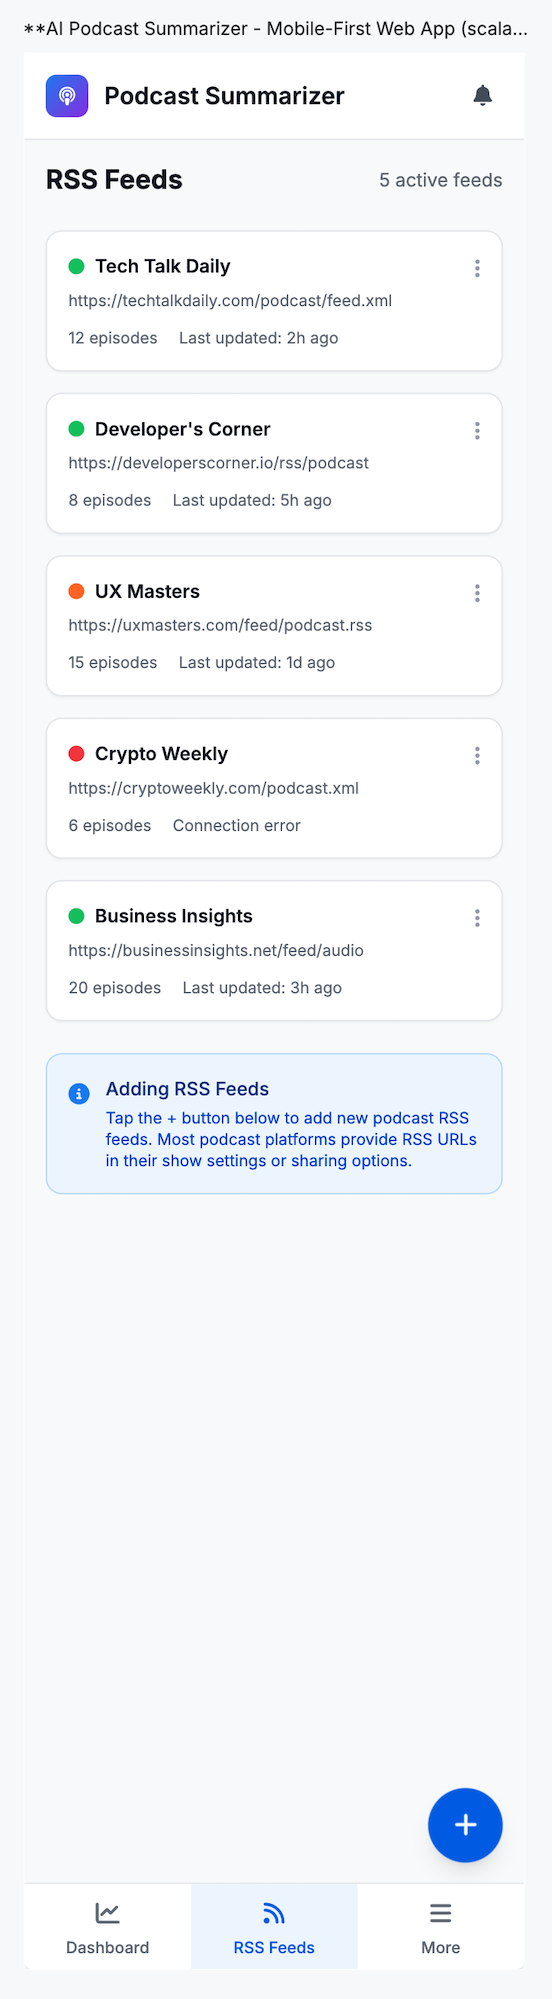 **AI Podcast Summarizer - Mobile-First Web App (scala...
Podcast Summarizer
RSS Feeds
5 active feeds
Tech Talk Daily
https://techtalkdaily.com/podcast/feed.xml
12 episodes Last updated: 2h ago
Developer's Corner
https://developerscorner.io/rss/podcast
8 episodes Last updated: 5h ago
UX Masters
https://uxmasters.com/feed/podcast.rss
15 episodes Last updated: 1d ago
Crypto Weekly
https://cryptoweekly.com/podcast.xml
6 episodes Connection error
Business Insights
https://businessinsights.net/feed/audio
20 episodes Last updated: 3h ago
Adding RSS Feeds
Tap the + button below to add new podcast RSS
feeds. Most podcast platforms provide RSS URLs
in their show settings or sharing options.
Dashboard
RSS Feeds
More